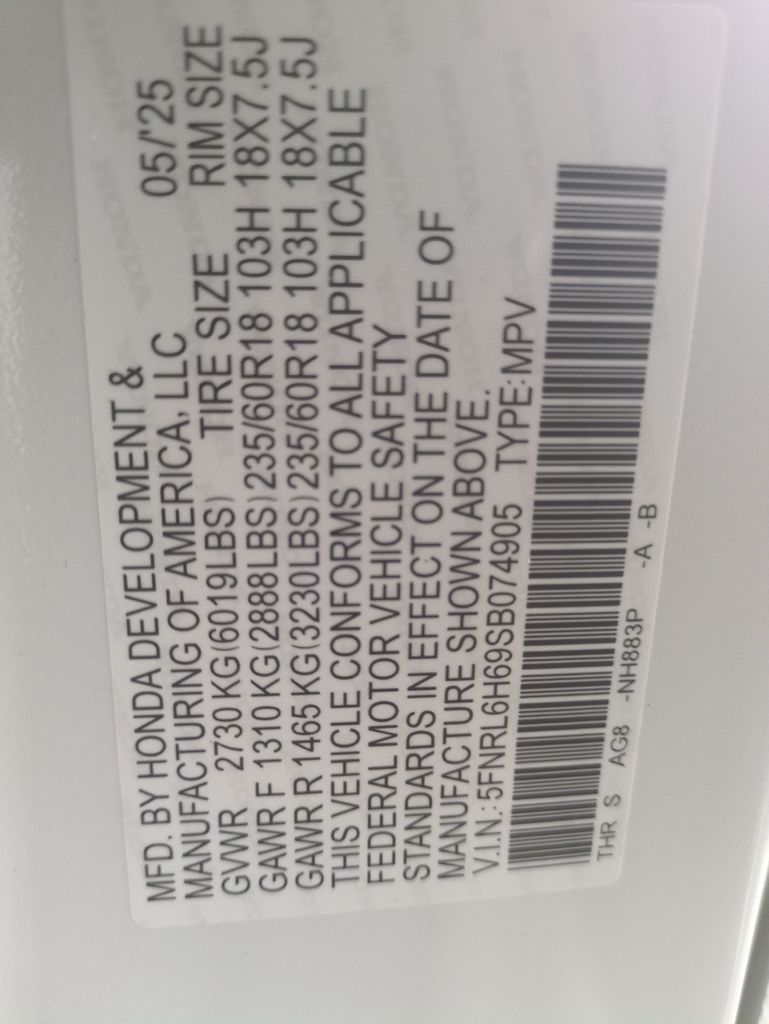 MFD. BY HONDA DEVELOPMENT & 05/'25
MANUFACTURING OF AMERICA, LLC
TIRE SIZE RIM SIZE
GVWR 2730 KG(6019LBS)
GAWR F 1310 KG(2888LBS) 235/60R18 103H 18X7.5J
GAWR R 1465 KG(3230LBS) 235/60R18 103H 18X7.5J
THIS VEHICLE CONFORMS TO ALL APPLICABLE
FEDERAL MOTOR VEHICLE SAFETY
STANDARDS IN EFFECT ON THE DATE OF
MANUFACTURE SHOWN ABOVE.
V.I.N.: 5FNRL6H69SB074905 TYPE:MPV
THR S AG8 -NH883P -A -B